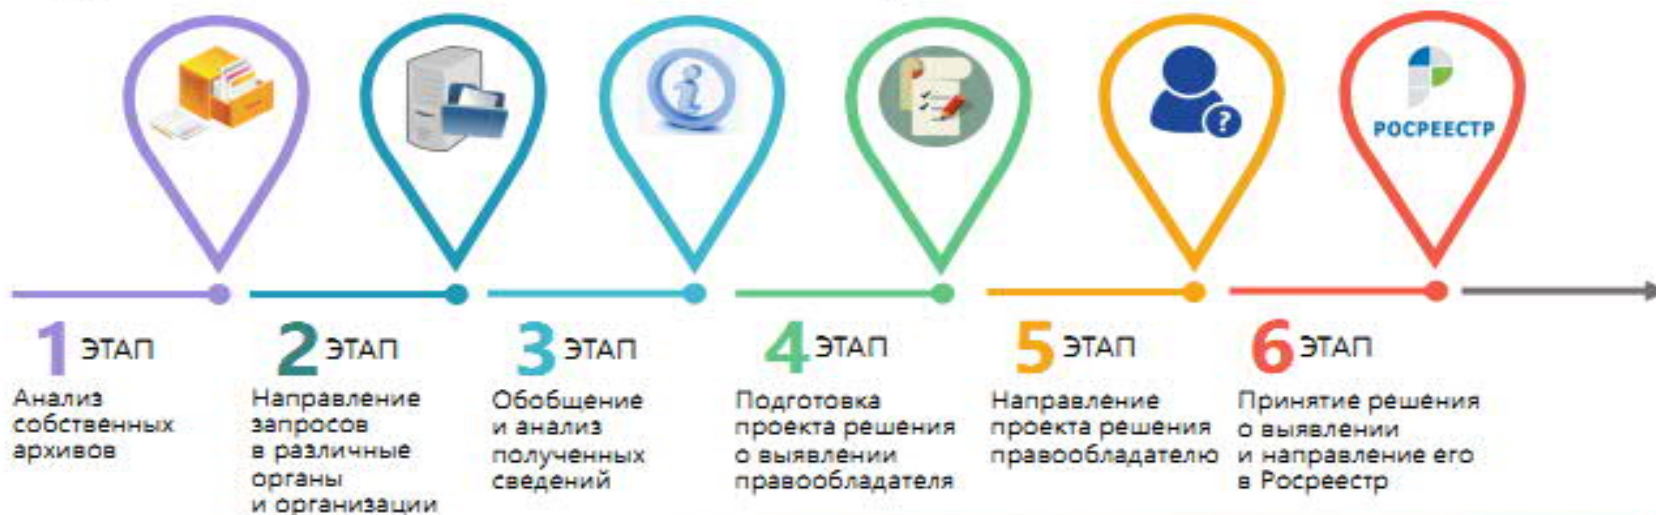 РОСРЕЕСТР
1 ЭТАП
Анализ
собственных
архивов
2 ЭТАП
Направление
запросов
в различные
органы
и организации
3 ЭТАП
Обобщение
и анализ
полученных
сведений
4 ЭТАП
Подготовка
проекта решения
о выявлении
правообладателя
5 ЭТАП
Направление
проекта решения
правообладателю
6 ЭТАП
Принятие решения
о выявлении
и направление его
в Росреестр